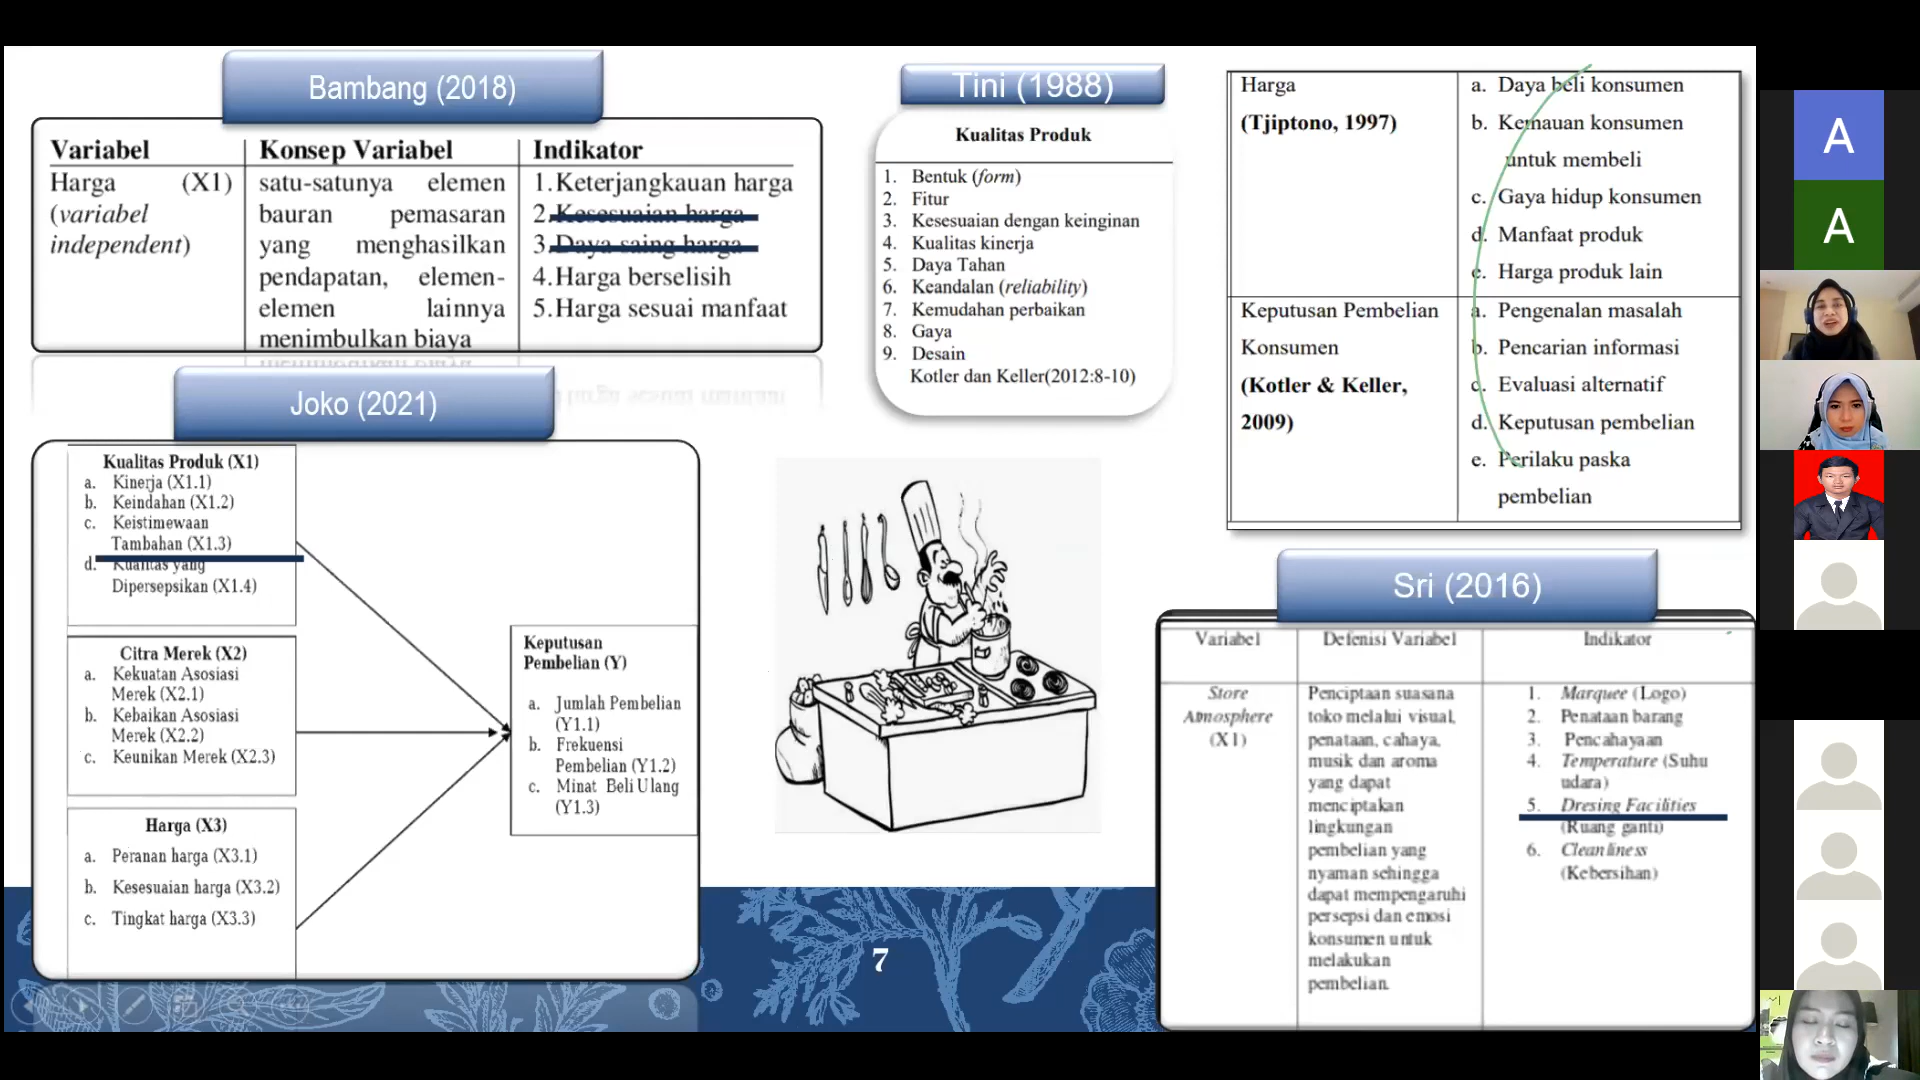 Bambang (2018)
Variabel
Konsep Variabel
Indikator
Harga (X1)
(variabel
independent)
satu-satunya elemen
bauran pemasaran
yang menghasilkan
pendapatan, elemen-
elemen lainnya
menimbulkan biaya
1.Keterjangkauan harga
2.Kesesuaian harga
3.Daya saing harga
4.Harga berselisih
5.Harga sesuai manfaat
Tini (1988)
Kualitas Produk
1. Bentuk (form)
2. Fitur
3. Kesesuaian dengan keinginan
4. Kualitas kinerja
5. Daya Tahan
6. Keandalan (reliability)
7. Kemudahan perbaikan
8. Gaya
9. Desain
Kotler dan Keller(2012:8-10)
Harga
(Tjiptono, 1997)
a. Daya beli konsumen
b. Kemauan konsumen
untuk membeli
c. Gaya hidup konsumen
d. Manfaat produk
e. Harga produk lain
Keputusan Pembelian
Konsumen
(Kotler & Keller,
2009)
a. Pengenalan masalah
b. Pencarian informasi
c. Evaluasi alternatif
d. Keputusan pembelian
e. Perilaku paska
pembelian
Joko (2021)
Kualitas Produk (X1)
a. Kinerja (X1.1)
b. Keindahan (X1.2)
c. Keistimewaan
Tambahan (X1.3)
d. Kualitas yang
Dipersepsikan (X1.4)
Citra Merek (X2)
a. Kekuatan Asosiasi
Merek (X2.1)
b. Kebaikan Asosiasi
Merek (X2.2)
c. Keunikan Merek (X2.3)
Harga (X3)
a. Peranan harga (X3.1)
b. Kesesuaian harga (X3.2)
c. Tingkat harga (X3.3)
Keputusan
Pembelian (Y)
a. Jumlah Pembelian
(Y1.1)
b. Frekuensi
Pembelian (Y1.2)
c. Minat Beli Ulang
(Y1.3)
Sri (2016)
Variabel
Defenisi Variabel
Indikator
Store
Atmosphere
(X1)
Penciptaan suasana
toko melalui visual,
penataan, cahaya,
musik dan aroma
yang dapat
menciptakan
lingkungan
pembelian yang
nyaman sehingga
dapat mempengaruhi
persepsi dan emosi
konsumen untuk
melakukan
pembelian.
1. Marquee (Logo)
2. Penataan barang
3. Pencahayaan
4. Temperature (Suhu
udara)
5. Dresing Facilities
(Ruang ganti)
6. Cleanliness
(Kebersihan)
7
A
A